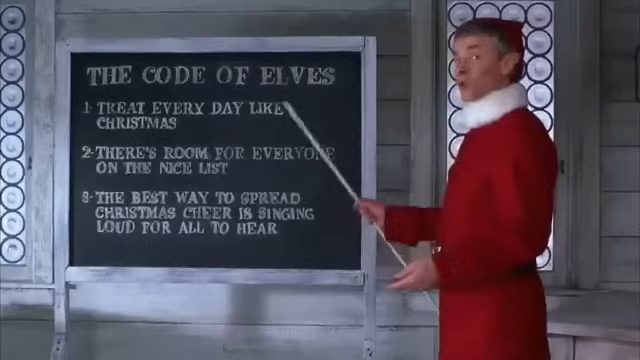 THE CODE OF ELVES
1-TREAT EVERY DAY LIKE
CHRISTMAS
2-THERE'S ROOM FOR EVERYONE
ON THE NICE LIST
3-THE BEST WAY TO SPREAD
CHRISTMAS CHEER IS SINGING
LOUD FOR ALL TO HEAR